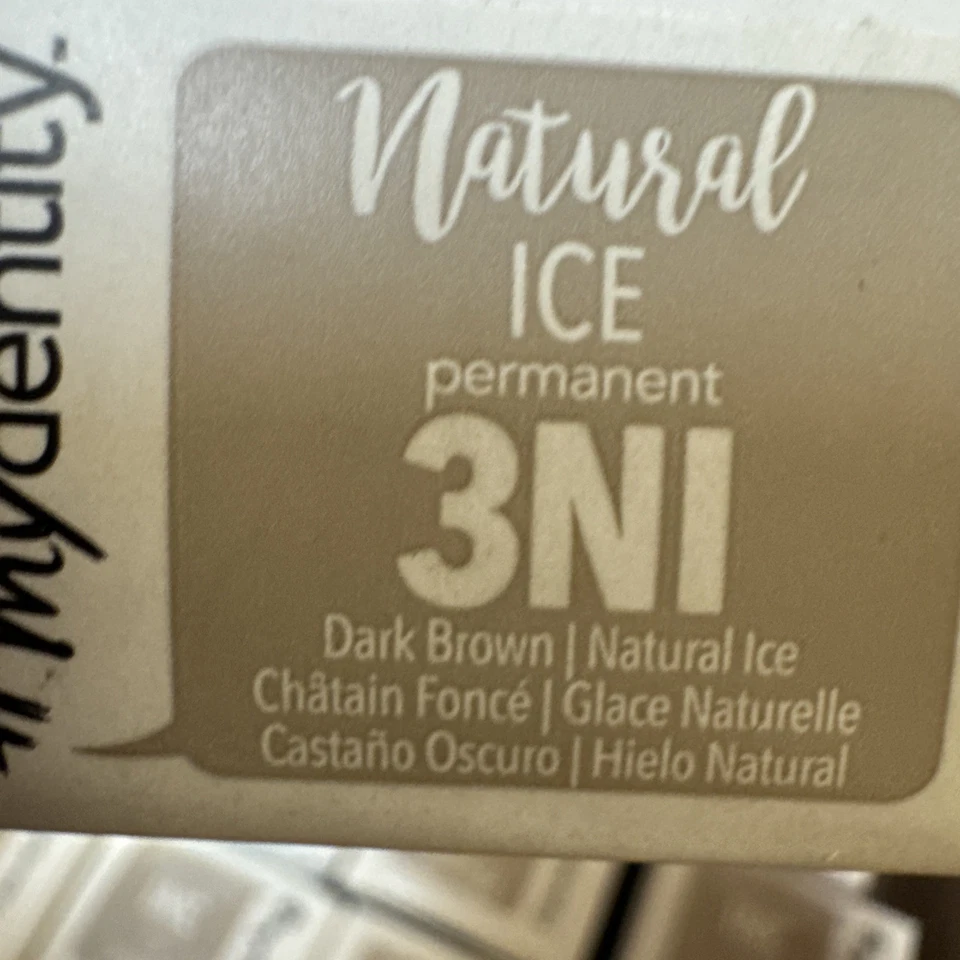 Natural
ICE
permanent
3NI
Dark Brown | Natural Ice
Châtain Foncé | Glace Naturelle
Castaño Oscuro | Hielo Natural
mydentity